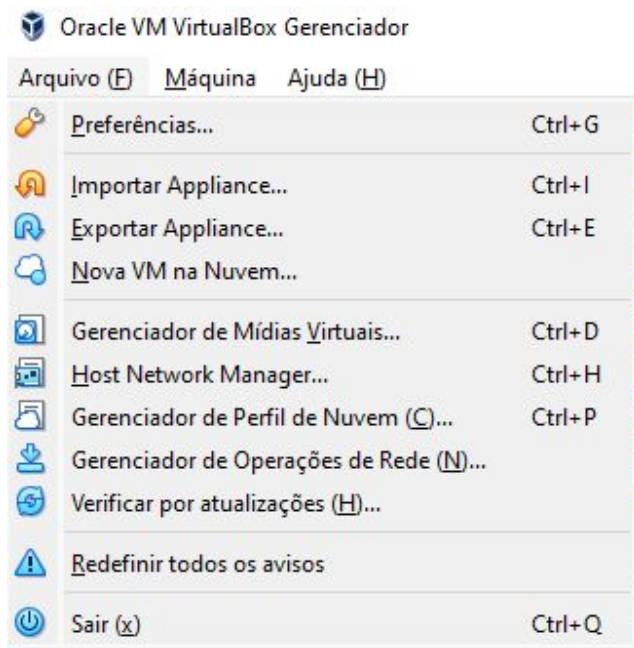 Oracle VM VirtualBox Gerenciador
Arquivo (F) Máquina Ajuda (H)
Preferências... Ctrl+G
Importar Appliance... Ctrl+I
Exportar Appliance... Ctrl+E
Nova VM na Nuvem...
Gerenciador de Mídias Virtuais... Ctrl+D
Host Network Manager... Ctrl+H
Gerenciador de Perfil de Nuvem (C)... Ctrl+P
Gerenciador de Operações de Rede (N)...
Verificar por atualizações (H)...
Redefinir todos os avisos
Sair (x) Ctrl+Q